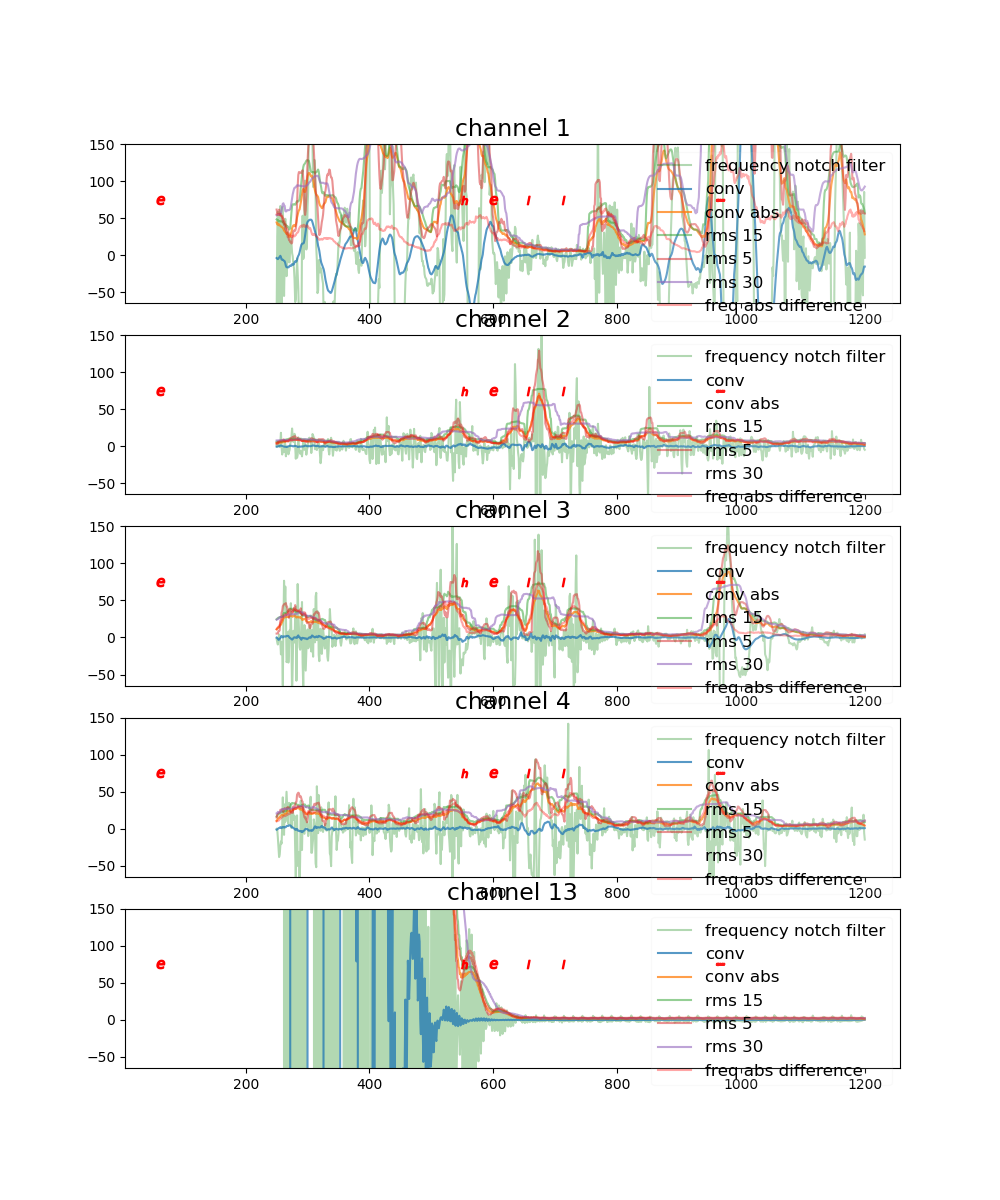 channel 1
150
100
50
0
−50
e h e l l –
frequency notch filter
conv
conv abs
rms 15
rms 5
rms 30
freq abs difference
200 400 600 800 1000 1200
channel 2
150
100
50
0
−50
e h e l l –
frequency notch filter
conv
conv abs
rms 15
rms 5
rms 30
freq abs difference
200 400 600 800 1000 1200
channel 3
150
100
50
0
−50
e h e l l –
frequency notch filter
conv
conv abs
rms 15
rms 5
rms 30
freq abs difference
200 400 600 800 1000 1200
channel 4
150
100
50
0
−50
e h e l l –
frequency notch filter
conv
conv abs
rms 15
rms 5
rms 30
freq abs difference
200 400 600 800 1000 1200
channel 13
150
100
50
0
−50
e h e l l –
frequency notch filter
conv
conv abs
rms 15
rms 5
rms 30
freq abs difference
200 400 600 800 1000 1200